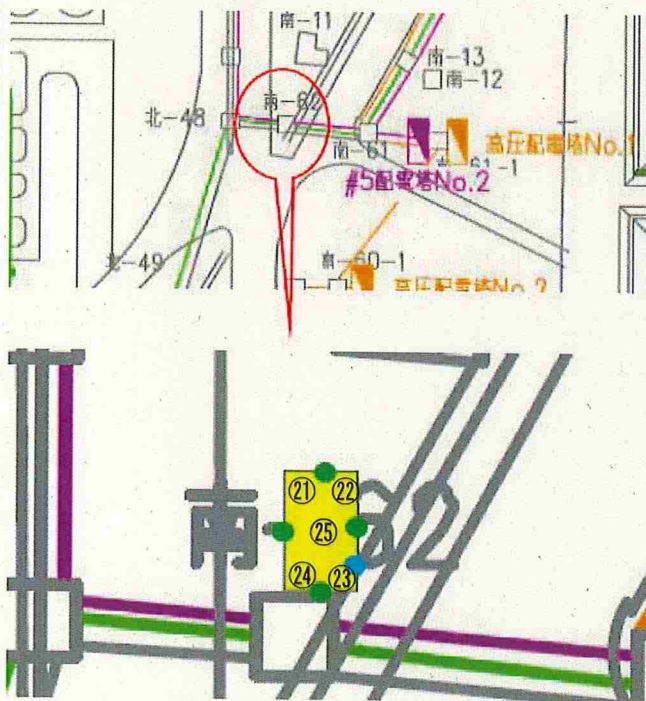 南-11
南-13
南-12
北-48
南-62
南-61
高圧配電塔No.1
61-1
#5配電塔No.2
北-49
南-60-1
高圧配電塔No.2
㉑ ㉒
南 62
㉕
㉔ ㉓